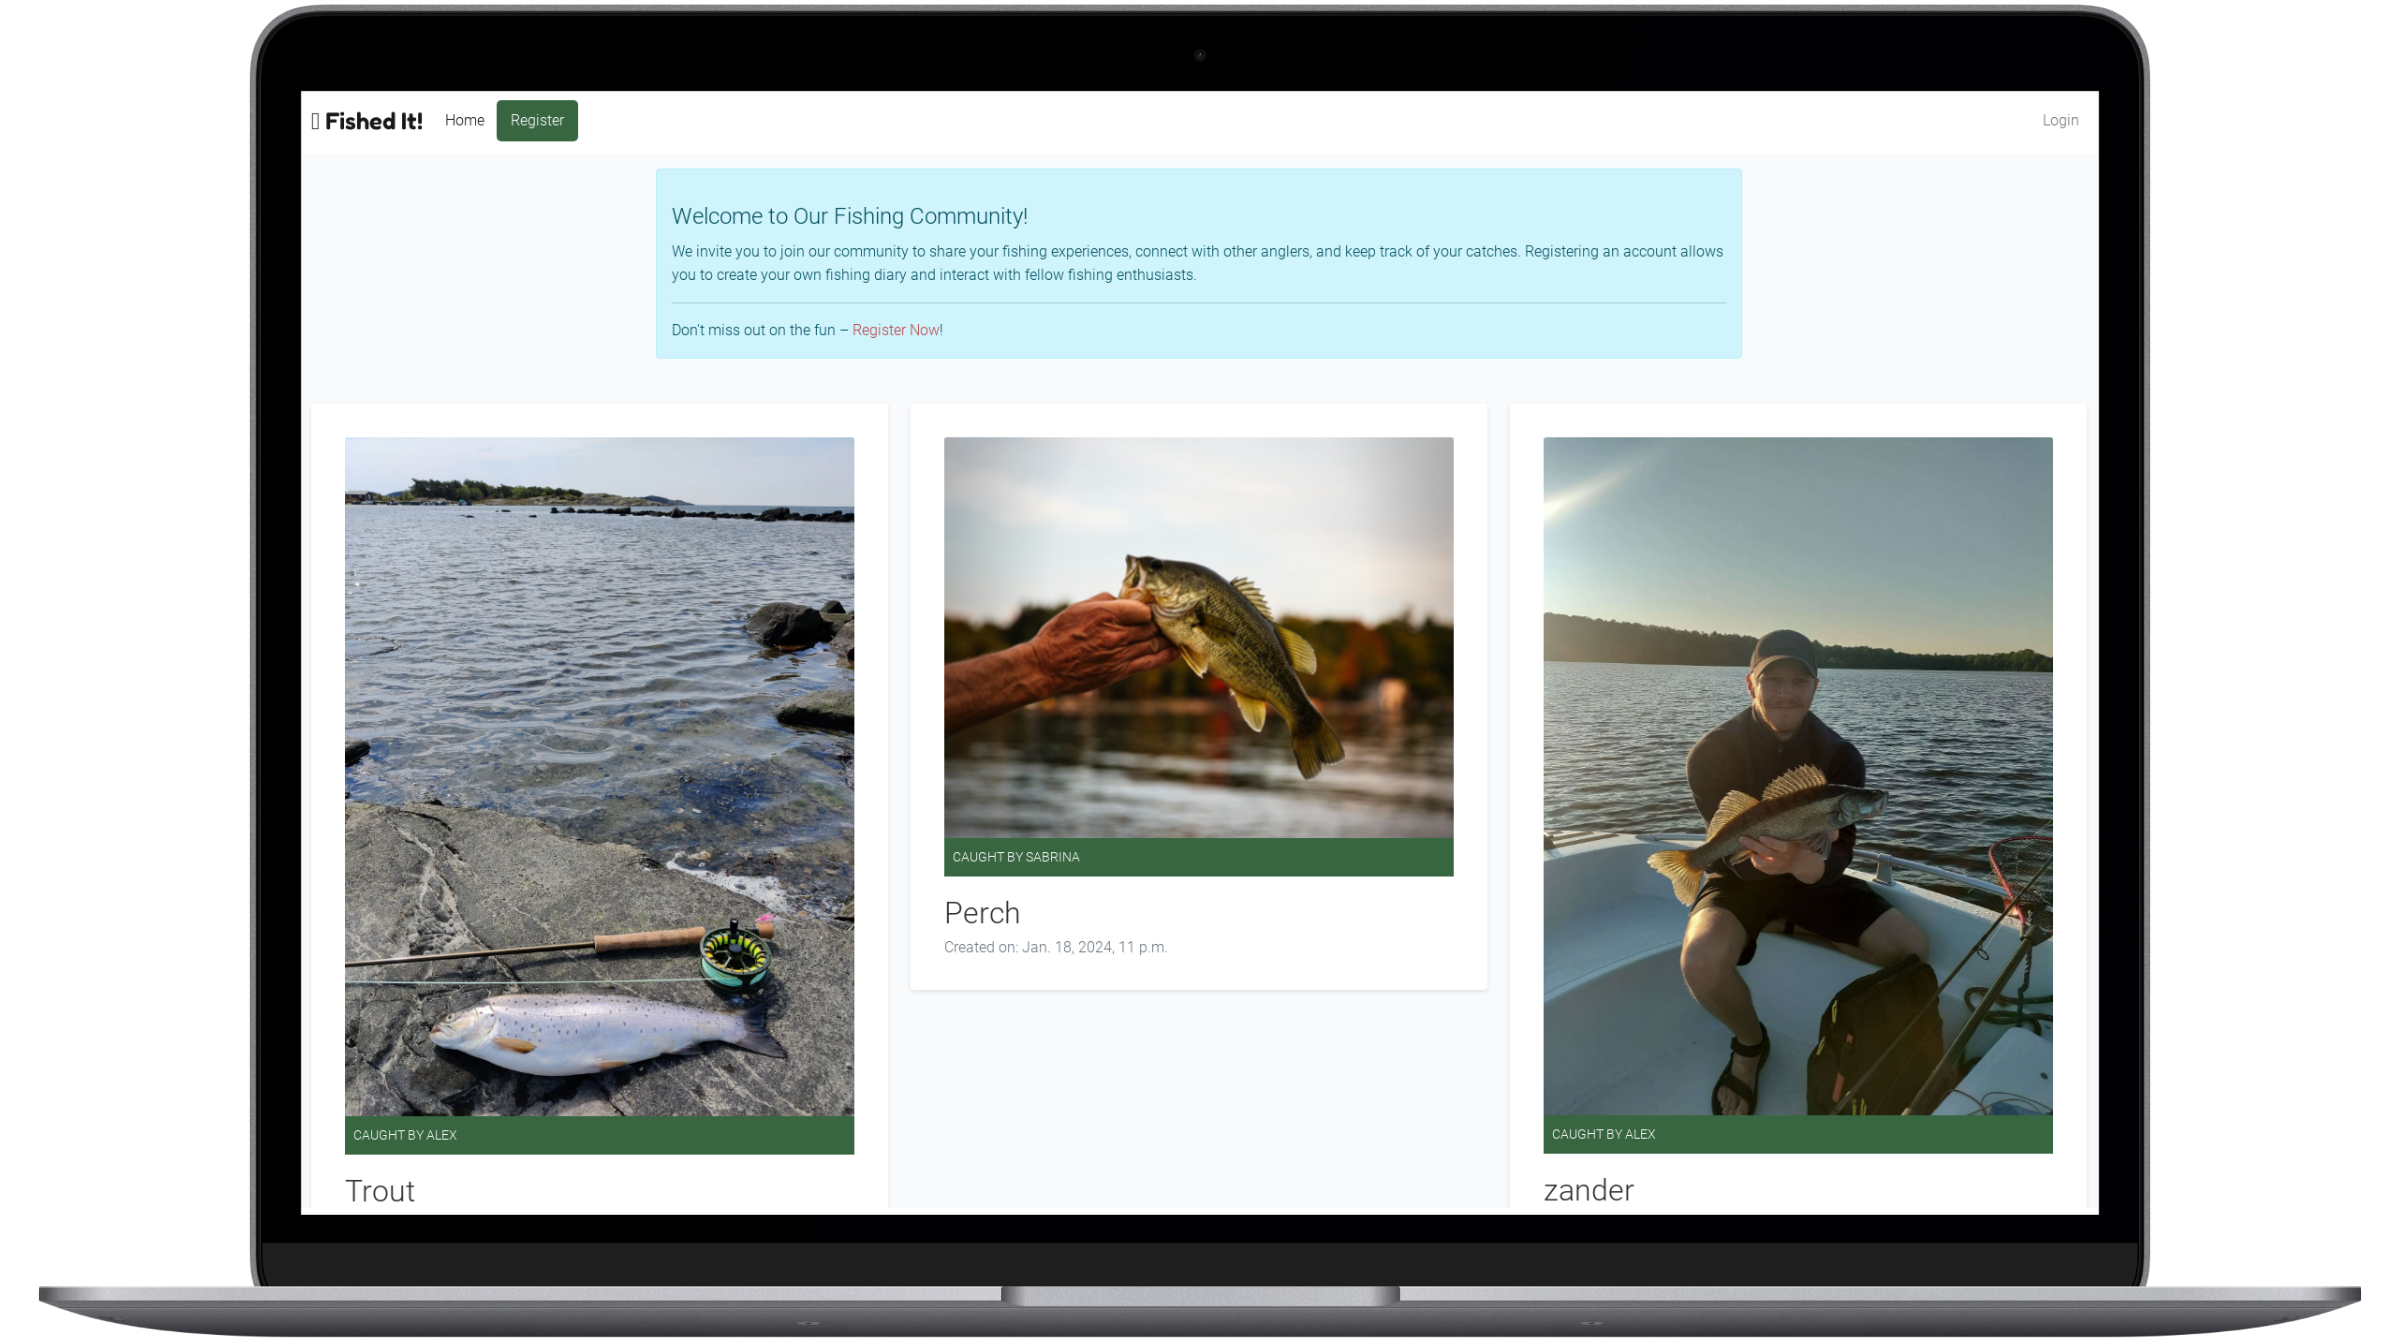 Fished It! Home Register Login
Welcome to Our Fishing Community!
We invite you to join our community to share your fishing experiences, connect with other anglers, and keep track of your catches. Registering an account allows
you to create your own fishing diary and interact with fellow fishing enthusiasts.
Don't miss out on the fun – Register Now!
CAUGHT BY ALEX
Trout
CAUGHT BY SABRINA
Perch
Created on: Jan. 18, 2024, 11 p.m.
CAUGHT BY ALEX
zander